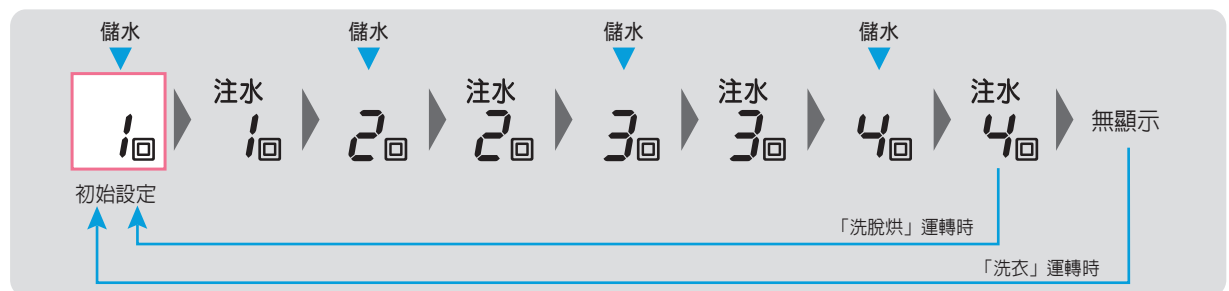 儲水 儲水 儲水 儲水
1回 注水 1回 2回 注水 2回 3回 注水 3回 4回 注水 4回 無顯示
初始設定
「洗脫烘」運轉時
「洗衣」運轉時